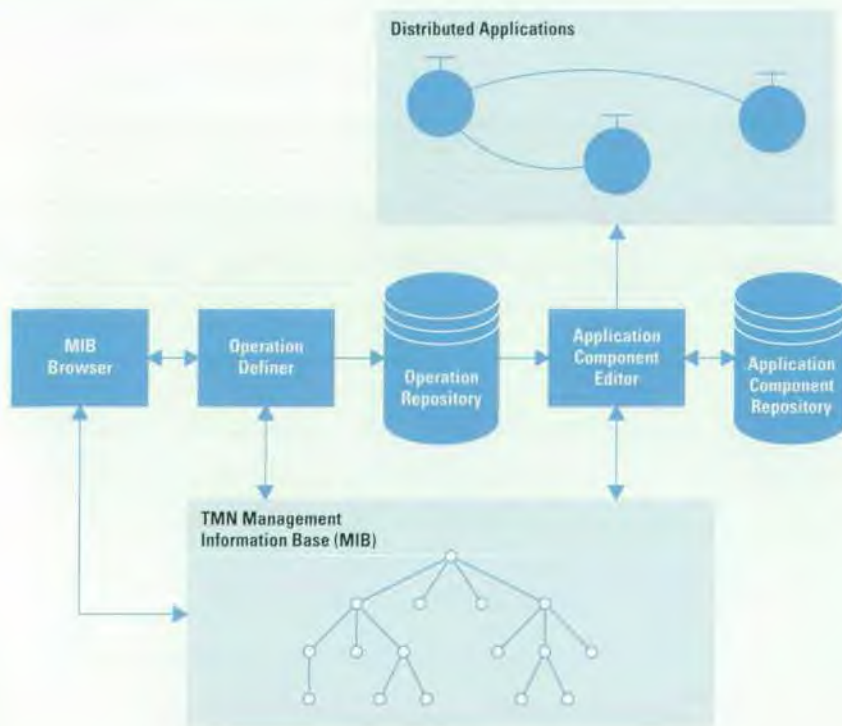 Distributed Applications
MIB
Browser
Operation
Definer
Operation
Repository
Application
Component
Editor
Application
Component
Repository
TMN Management
Information Base (MIB)